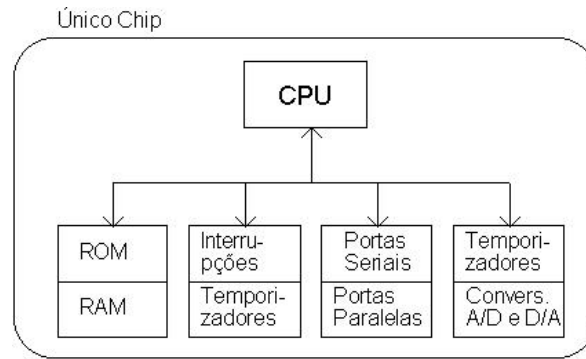 Único Chip
CPU
ROM
RAM
Interru-
pções
Tempori-
zadores
Portas
Seriais
Portas
Paralelas
Tempori-
zadores
Convers.
A/D e D/A